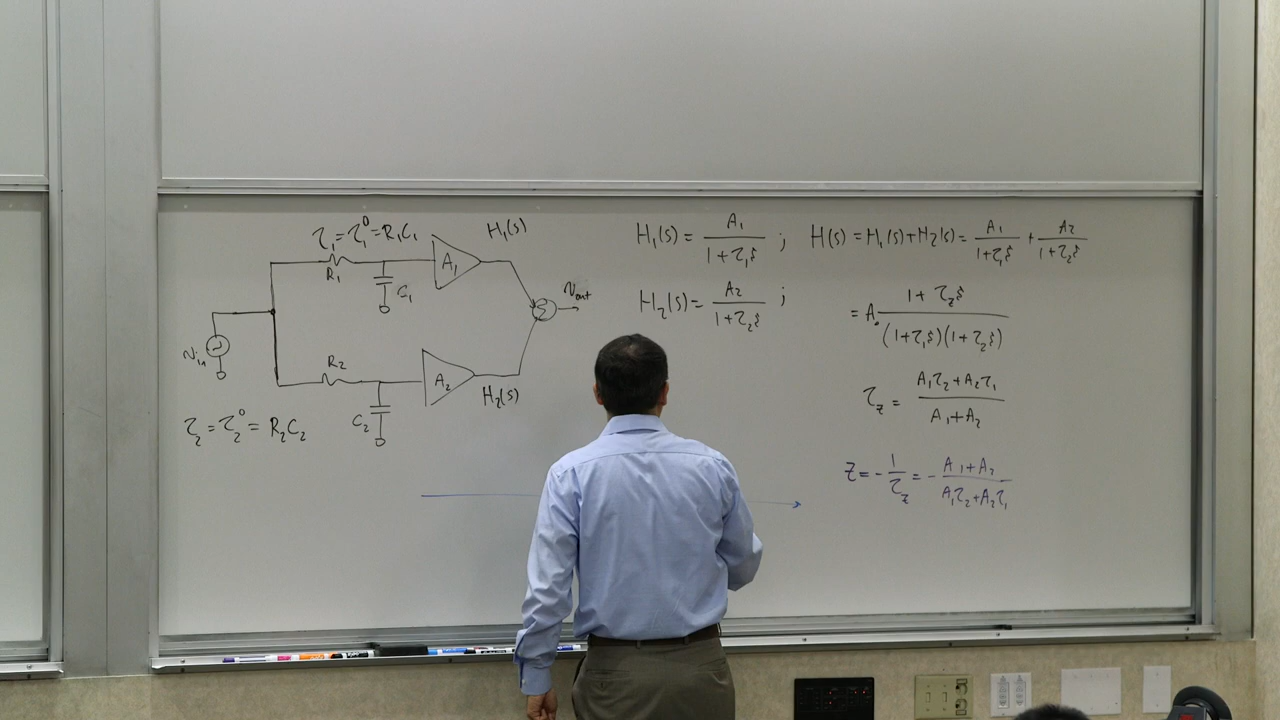 τ₁ = τ₁⁰ = R₁C₁
R₁
C₁
A₁
H₁(s)
Σ
v_out
v_in
R₂
C₂
A₂
H₂(s)
τ₂ = τ₂⁰ = R₂C₂
H₁(s) = A₁/(1+τ₁s) ; H(s) = H₁(s)+H₂(s) = A₁/(1+τ₁s) + A₂/(1+τ₂s)
H₂(s) = A₂/(1+τ₂s) ;
= A₀ (1+τ_z s)/((1+τ₁s)(1+τ₂s))
τ_z = (A₁τ₂+A₂τ₁)/(A₁+A₂)
z = -1/τ_z = -(A₁+A₂)/(A₁τ₂+A₂τ₁)